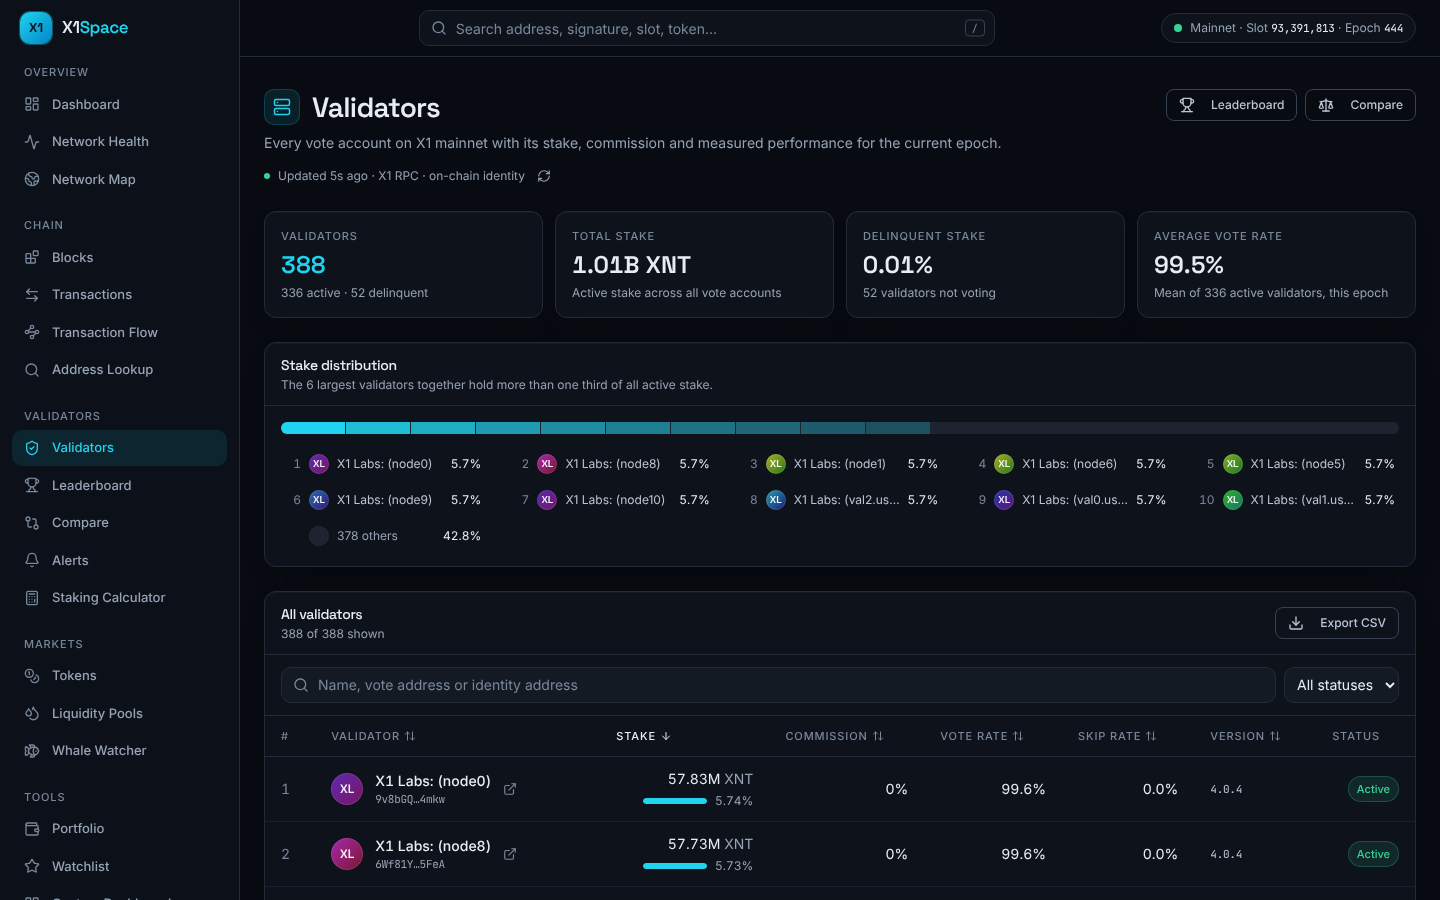 X1 X1Space
Search address, signature, slot, token... /
Mainnet · Slot 93,391,813 · Epoch 444
OVERVIEW
Dashboard
Network Health
Network Map
CHAIN
Blocks
Transactions
Transaction Flow
Address Lookup
VALIDATORS
Validators
Leaderboard
Compare
Alerts
Staking Calculator
MARKETS
Tokens
Liquidity Pools
Whale Watcher
TOOLS
Portfolio
Watchlist
Validators
Leaderboard
Compare
Every vote account on X1 mainnet with its stake, commission and measured performance for the current epoch.
Updated 5s ago · X1 RPC · on-chain identity
VALIDATORS
388
336 active · 52 delinquent
TOTAL STAKE
1.01B XNT
Active stake across all vote accounts
DELINQUENT STAKE
0.01%
52 validators not voting
AVERAGE VOTE RATE
99.5%
Mean of 336 active validators, this epoch
Stake distribution
The 6 largest validators together hold more than one third of all active stake.
1 XL X1 Labs: (node0) 5.7%
2 XL X1 Labs: (node8) 5.7%
3 XL X1 Labs: (node1) 5.7%
4 XL X1 Labs: (node6) 5.7%
5 XL X1 Labs: (node5) 5.7%
6 XL X1 Labs: (node9) 5.7%
7 XL X1 Labs: (node10) 5.7%
8 XL X1 Labs: (val2.us... 5.7%
9 XL X1 Labs: (val0.us... 5.7%
10 XL X1 Labs: (val1.us... 5.7%
378 others 42.8%
All validators
388 of 388 shown
Export CSV
Name, vote address or identity address
All statuses
# VALIDATOR STAKE COMMISSION VOTE RATE SKIP RATE VERSION STATUS
1 XL X1 Labs: (node0) 57.83M XNT 0% 99.6% 0.0% 4.0.4 Active
9v8bGQ…4mkw 5.74%
2 XL X1 Labs: (node8) 57.73M XNT 0% 99.6% 0.0% 4.0.4 Active
6Wf81Y…5FeA 5.73%